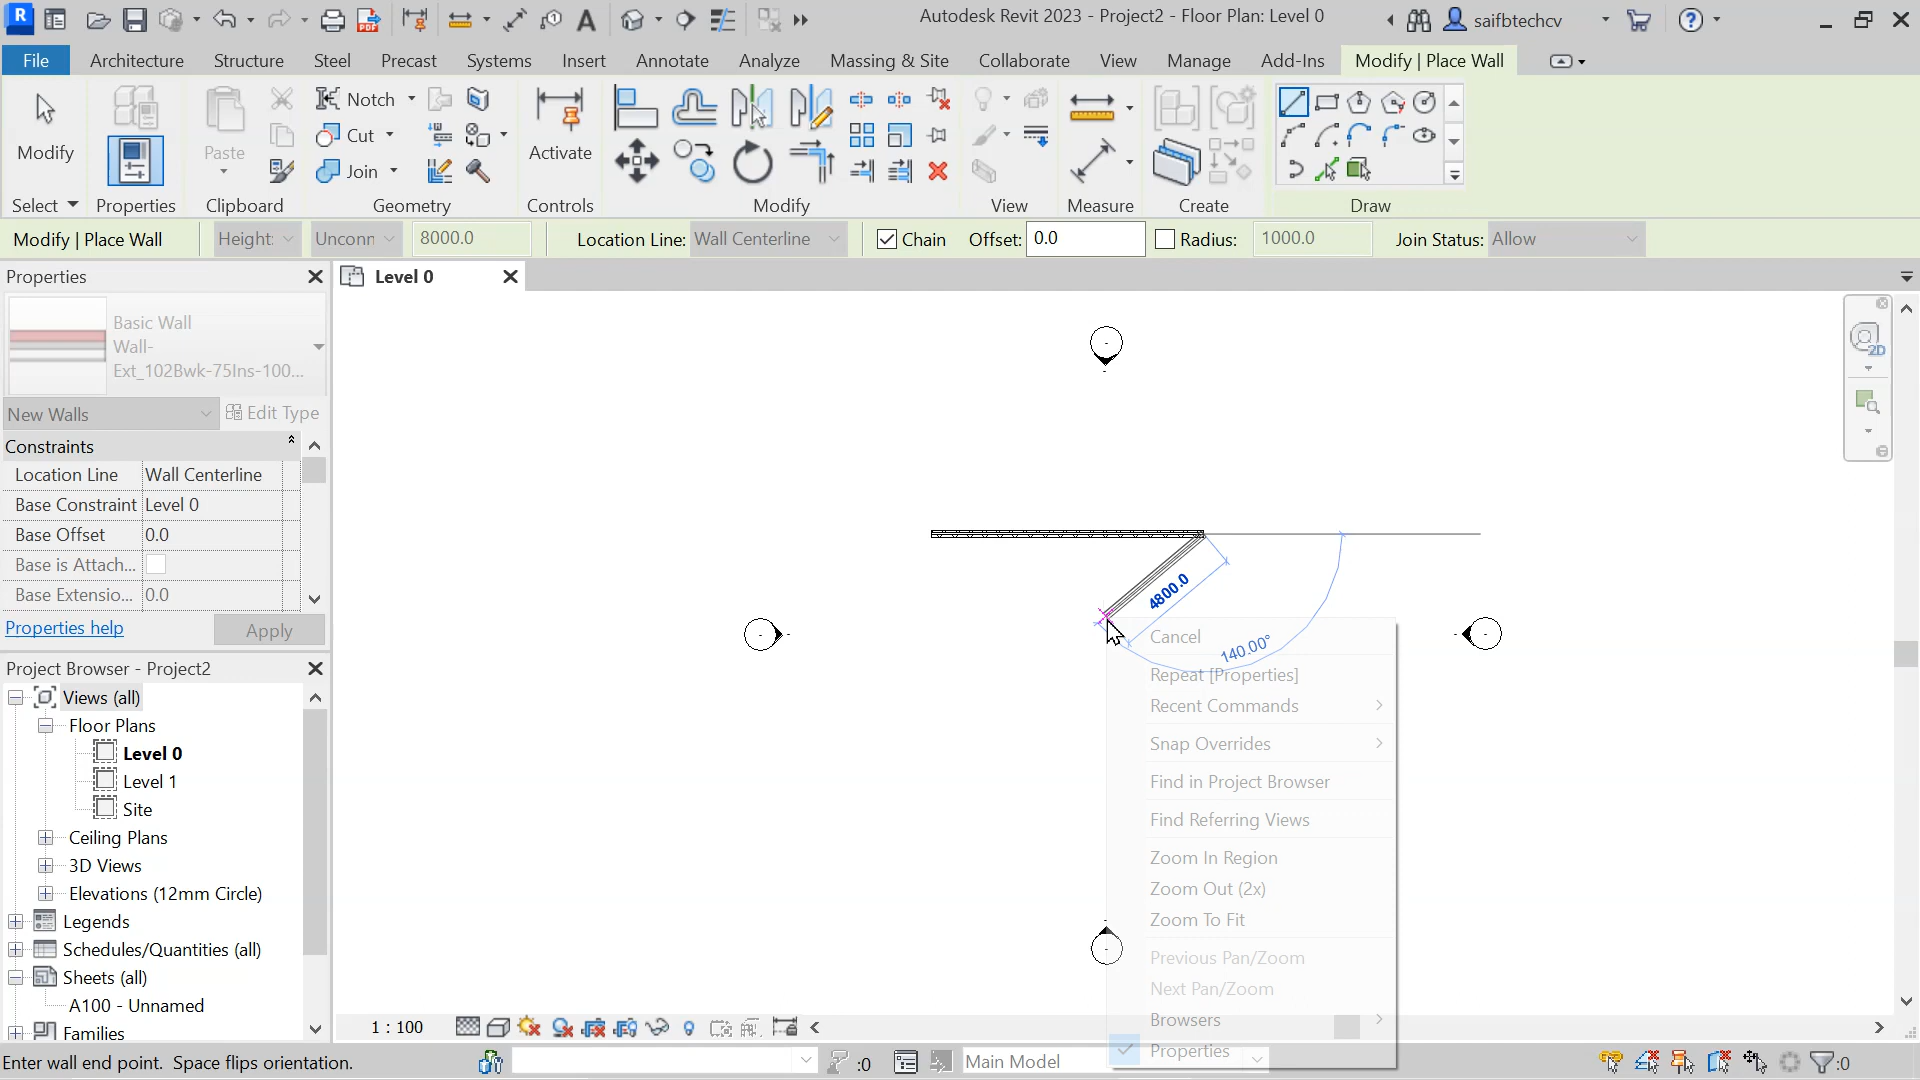 Autodesk Revit 2023 - Project2 - Floor Plan: Level 0
saifbtechcv
File
Architecture
Structure
Steel
Precast
Systems
Insert
Annotate
Analyze
Massing & Site
Collaborate
View
Manage
Add-Ins
Modify | Place Wall
Modify
Paste
Notch
Cut
Join
Activate
Select
Properties
Clipboard
Geometry
Controls
Modify
View
Measure
Create
Draw
Modify | Place Wall
Height:
Unconn
8000.0
Location Line:
Wall Centerline
Chain
Offset:
0.0
Radius:
1000.0
Join Status:
Allow
Properties
Level 0
Basic Wall
Wall-
Ext_102Bwk-75Ins-100...
New Walls
Edit Type
Constraints
Location Line
Wall Centerline
Base Constraint
Level 0
Base Offset
0.0
Base is Attach...
Base Extensio...
0.0
Properties help
Apply
Project Browser - Project2
Views (all)
Floor Plans
Level 0
Level 1
Site
Ceiling Plans
3D Views
Elevations (12mm Circle)
Legends
Schedules/Quantities (all)
Sheets (all)
A100 - Unnamed
Families
2D
4800.0
140.00°
Cancel
Repeat [Properties]
Recent Commands
Snap Overrides
Find in Project Browser
Find Referring Views
Zoom In Region
Zoom Out (2x)
Zoom To Fit
Previous Pan/Zoom
Next Pan/Zoom
Browsers
Properties
1 : 100
Enter wall end point. Space flips orientation.
:0
Main Model
:0